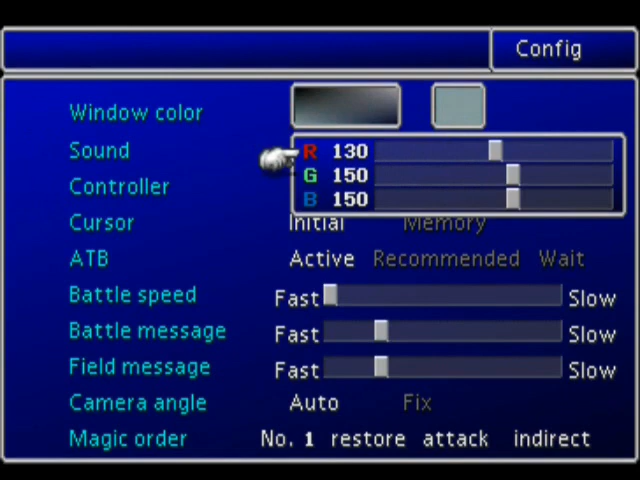 Config
Window color
Sound R 130
G 150
Controller
B 150
Cursor Initial Memory
ATB Active Recommended Wait
Battle speed Fast Slow
Battle message Fast Slow
Field message Fast Slow
Camera angle Auto Fix
Magic order No. 1 restore attack indirect